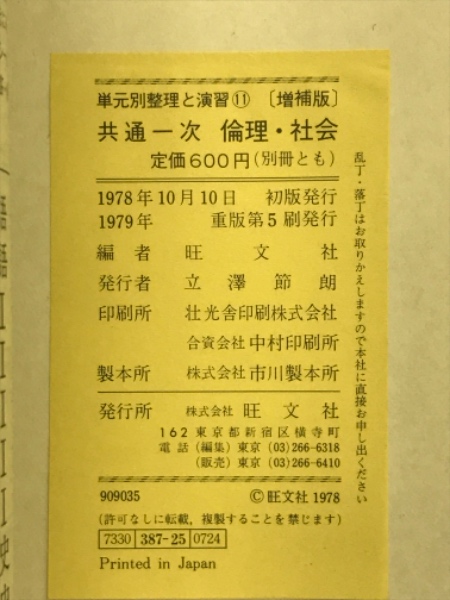 単元別整理と演習⑪ 〔増補版〕
共通一次 倫理・社会
定価600円(別冊とも)
1978年10月10日 初版発行
1979年 重版第5刷発行
編者 旺文社
発行者 立澤節朗
印刷所 壮光舎印刷株式会社
合資会社 中村印刷所
製本所 株式会社 市川製本所
発行所 株式会社 旺文社
162 東京都新宿区横寺町
電話 (編集) 東京 (03)266-6318
(販売) 東京 (03)266-6410
909035 ©旺文社1978
(許可なしに転載,複製することを禁じます)
7330 387-25 0724
Printed in Japan
乱丁・落丁はお取りかえしますので本社に直接お申し出ください